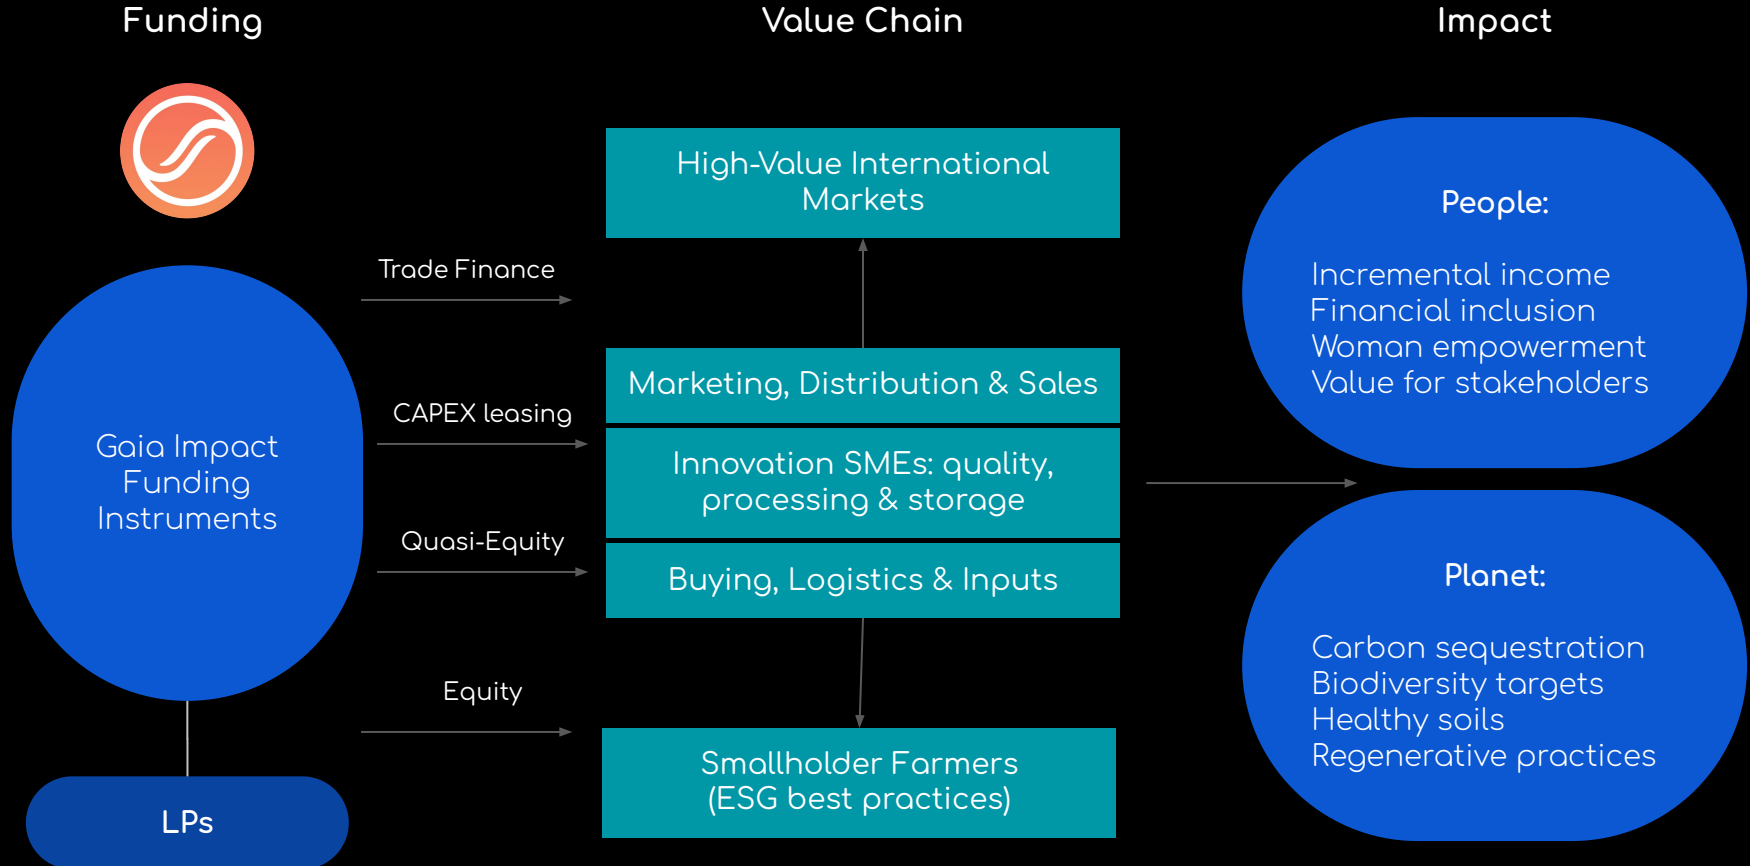 Funding
Value Chain
Impact
Gaia Impact
Funding
Instruments
LPs
Trade Finance
CAPEX leasing
Quasi-Equity
Equity
High-Value International
Markets
Marketing, Distribution & Sales
Innovation SMEs: quality,
processing & storage
Buying, Logistics & Inputs
Smallholder Farmers
(ESG best practices)
People:
Incremental income
Financial inclusion
Woman empowerment
Value for stakeholders
Planet:
Carbon sequestration
Biodiversity targets
Healthy soils
Regenerative practices